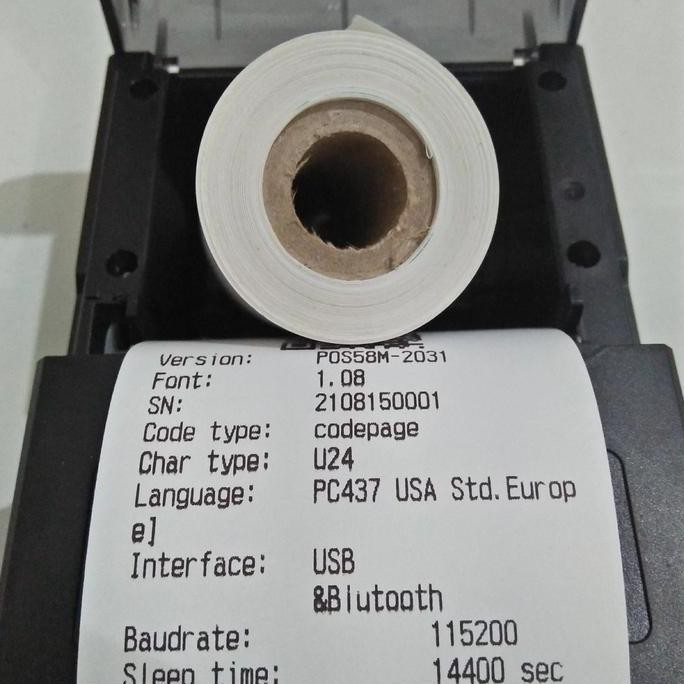 Version: POS58M-2031
Font: 1.08
SN: 2108150001
Code type: codepage
Char type: U24
Language: PC437 USA Std.Europ
e]
Interface: USB
&Blutooth
Baudrate: 115200
Sleep time: 14400 sec